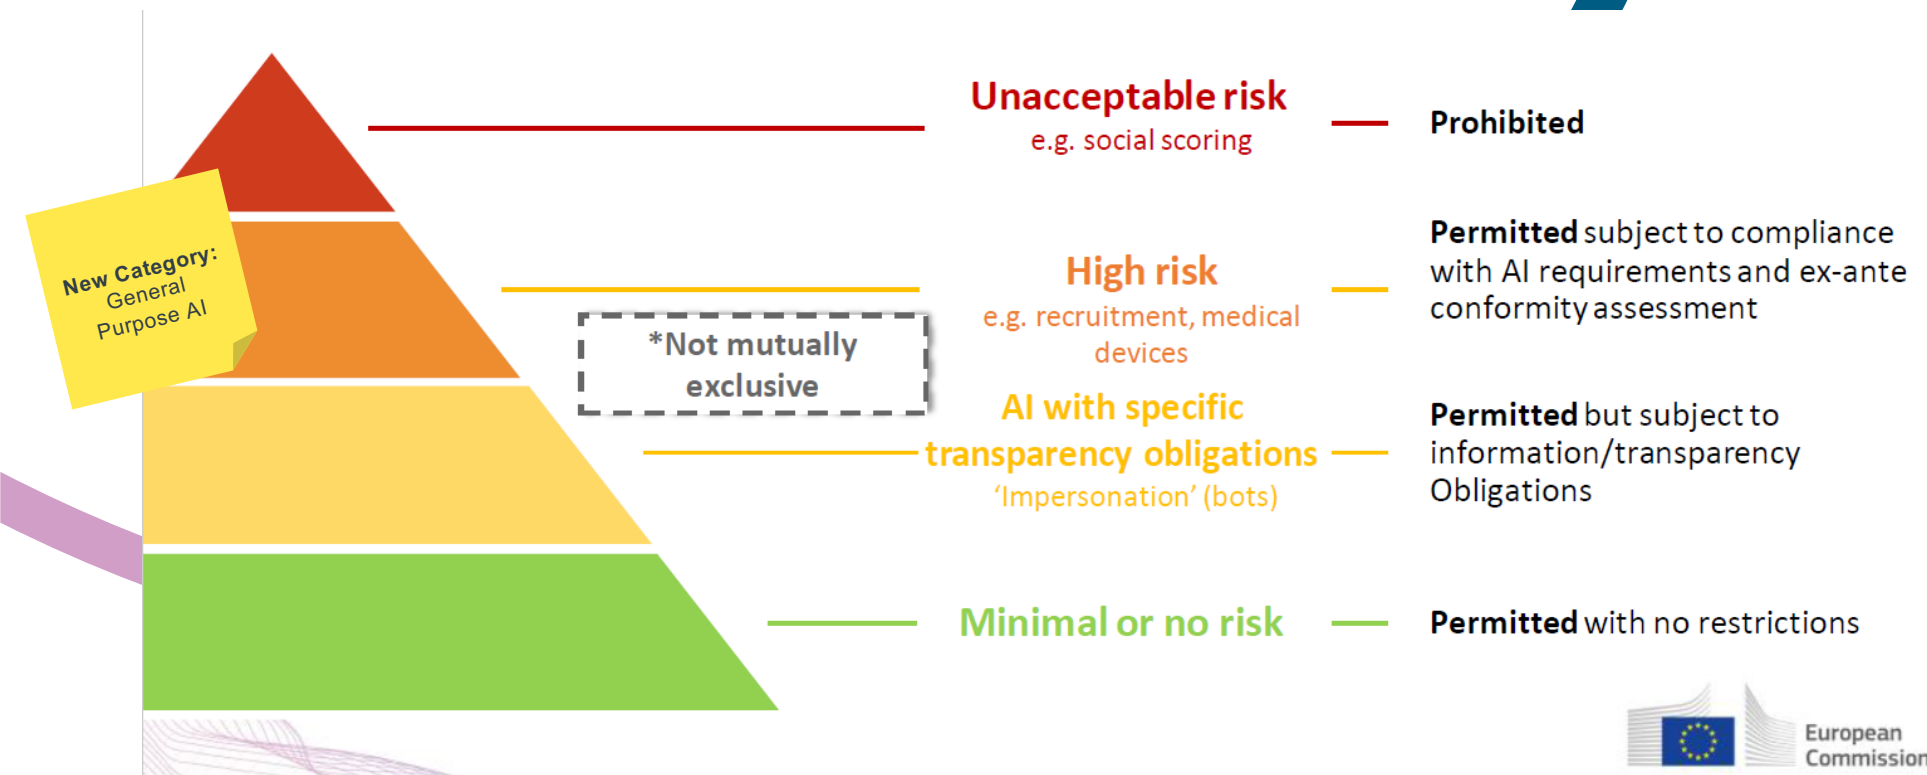 Unacceptable risk
e.g. social scoring
Prohibited
New Category:
General
Purpose AI
High risk
e.g. recruitment, medical
devices
Permitted subject to compliance
with AI requirements and ex-ante
conformity assessment
*Not mutually
exclusive
AI with specific
transparency obligations
‘Impersonation’ (bots)
Permitted but subject to
information/transparency
Obligations
Minimal or no risk
Permitted with no restrictions
European
Commission